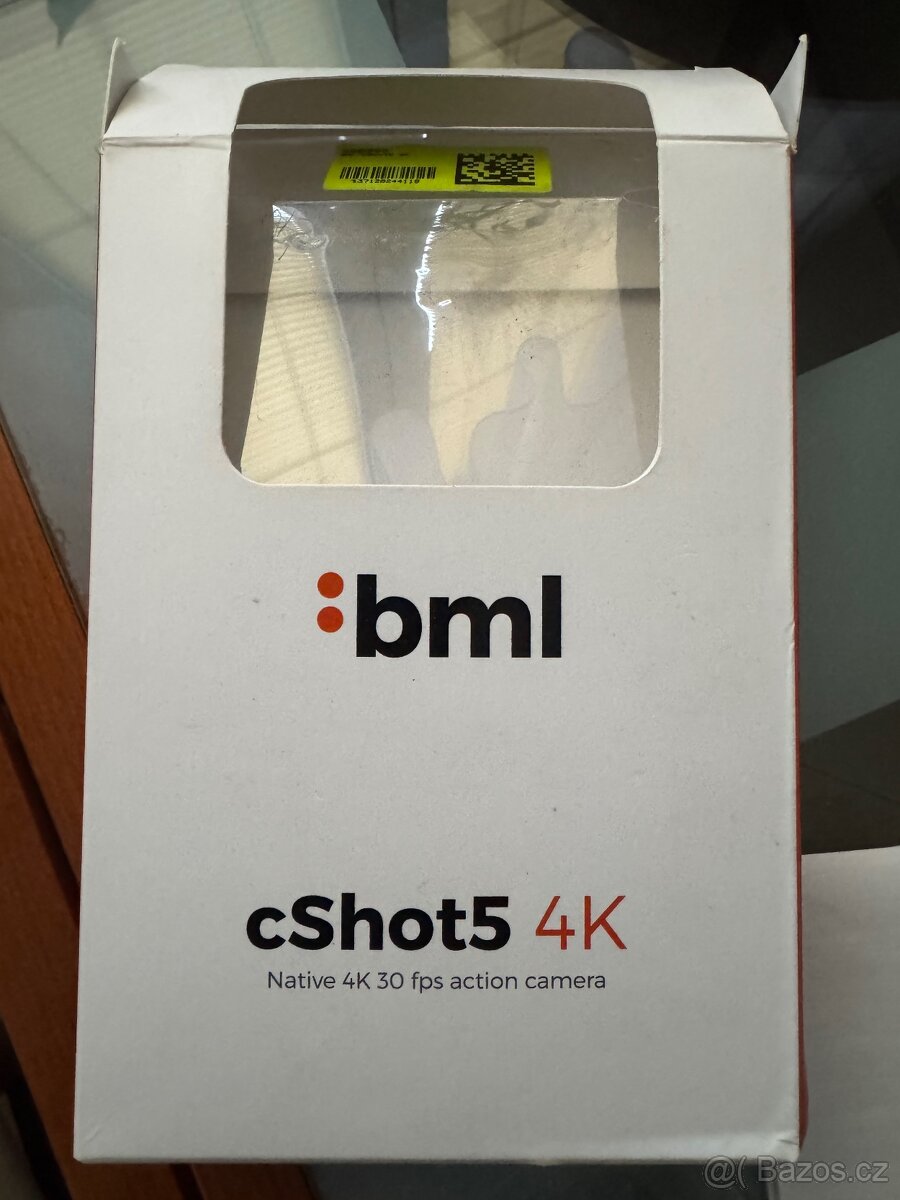 :bml
cShot5 4K
Native 4K 30 fps action camera
@( Bazos.cz